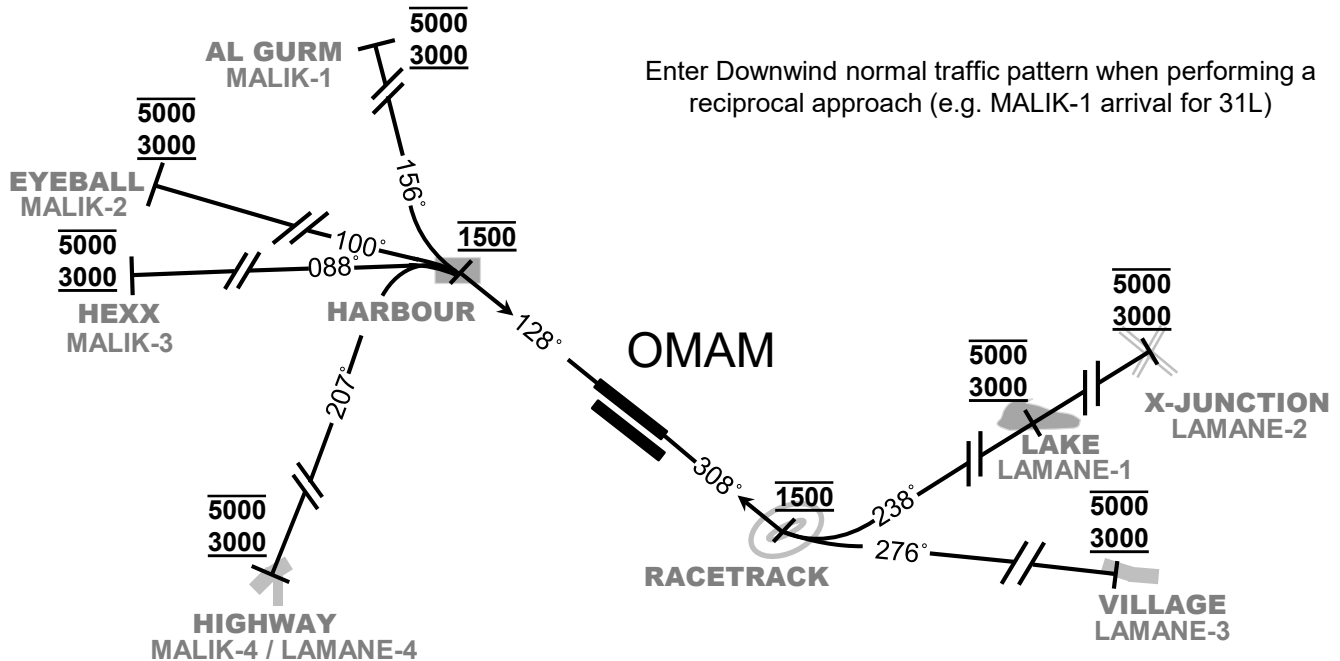 5000
3000
AL GURM
MALIK-1
Enter Downwind normal traffic pattern when performing a
reciprocal approach (e.g. MALIK-1 arrival for 31L)
5000
3000
EYEBALL
MALIK-2
156°
1500
100°
5000
3000
088°
HEXX
MALIK-3
HARBOUR
128°
OMAM
5000
3000
5000
3000
X-JUNCTION
LAMANE-2
LAKE
LAMANE-1
207°
308°
1500
238°
5000
3000
276°
5000
3000
RACETRACK
VILLAGE
LAMANE-3
HIGHWAY
MALIK-4 / LAMANE-4